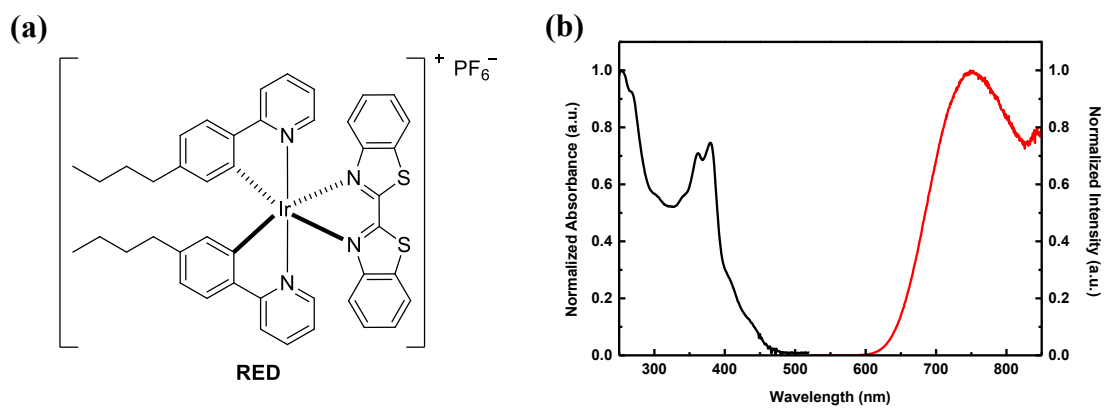 (a)
+ PF6−
N
N
S
Ir
N
N
S
RED
(b)
Normalized Absorbance (a.u.)
1.0
0.8
0.6
0.4
0.2
0.0
1.0
0.8
0.6
0.4
0.2
0.0
Normalized Intensity (a.u.)
300 400 500 600 700 800
Wavelength (nm)